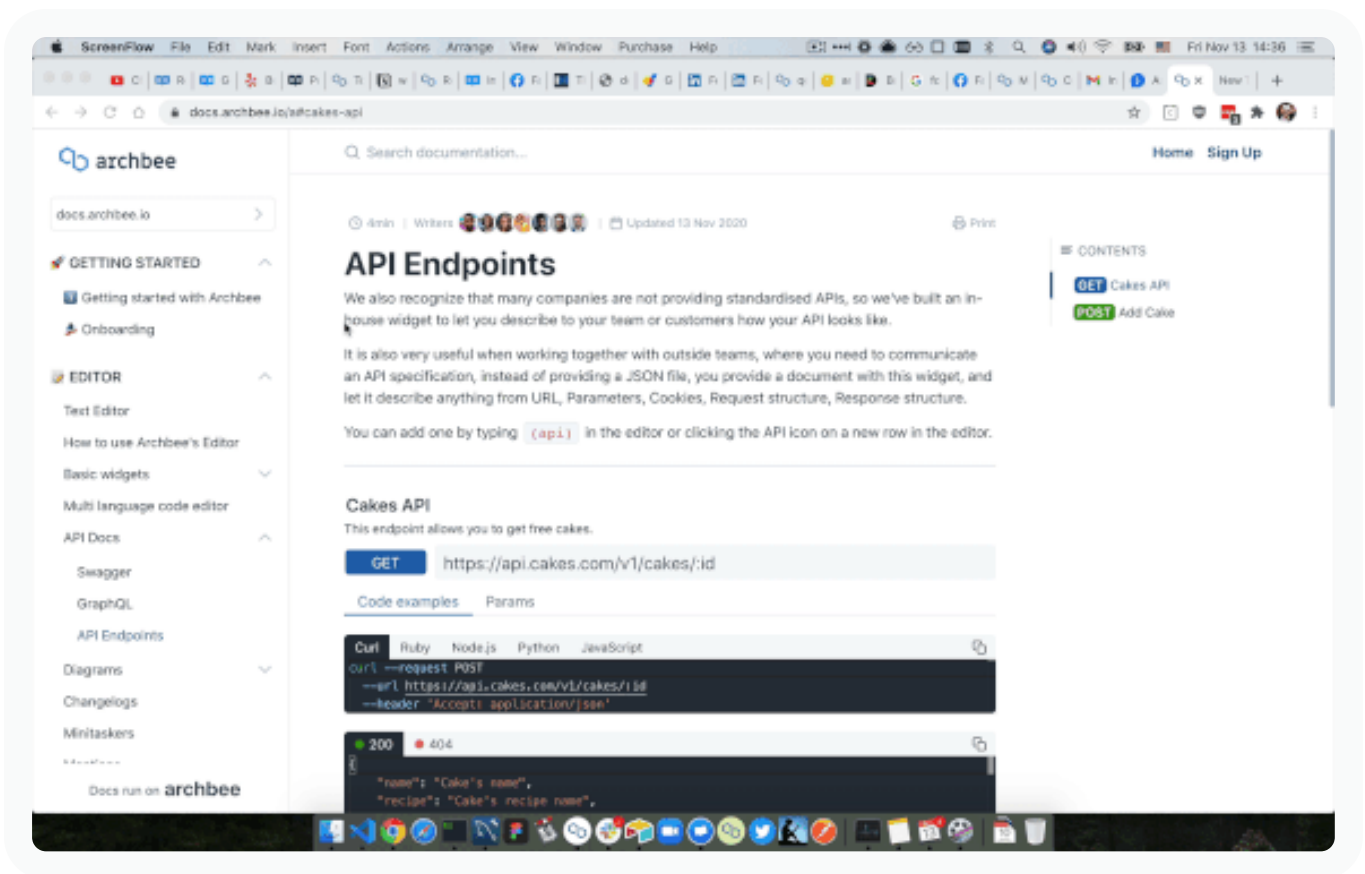 ScreenFlow File Edit Mark Insert Font Actions Arrange View Window Purchase Help Fri Nov 13 14:36
New
docs.archbee.io/a#cakes-api
archbee
Search documentation...
Home Sign Up
docs.archbee.io
4min | Writers | Updated 13 Nov 2020 Print
GETTING STARTED
Getting started with Archbee
Onboarding
EDITOR
Text Editor
How to use Archbee's Editor
Basic widgets
Multi language code editor
API Docs
Swagger
GraphQL
API Endpoints
Diagrams
Changelogs
Minitaskers
Docs run on archbee
API Endpoints
We also recognize that many companies are not providing standardised APIs, so we've built an in-
house widget to let you describe to your team or customers how your API looks like.
It is also very useful when working together with outside teams, where you need to communicate
an API specification, instead of providing a JSON file, you provide a document with this widget, and
let it describe anything from URL, Parameters, Cookies, Request structure, Response structure.
You can add one by typing (api) in the editor or clicking the API icon on a new row in the editor.
Cakes API
This endpoint allows you to get free cakes.
GET https://api.cakes.com/v1/cakes/:id
Code examples Params
Curl Ruby Node.js Python JavaScript
curl --request POST
--url https://api.cakes.com/v1/cakes/:id
--header 'Accept: application/json'
200 404
{
"name": "Cake's name",
"recipe": "Cake's recipe name",
CONTENTS
GET Cakes API
POST Add Cake